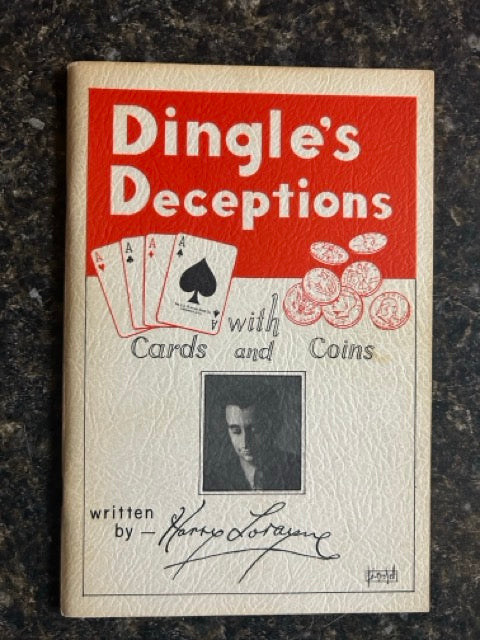 Dingle's
Deceptions
A A A A
with
Cards and Coins
written
by — Harry Lorayne